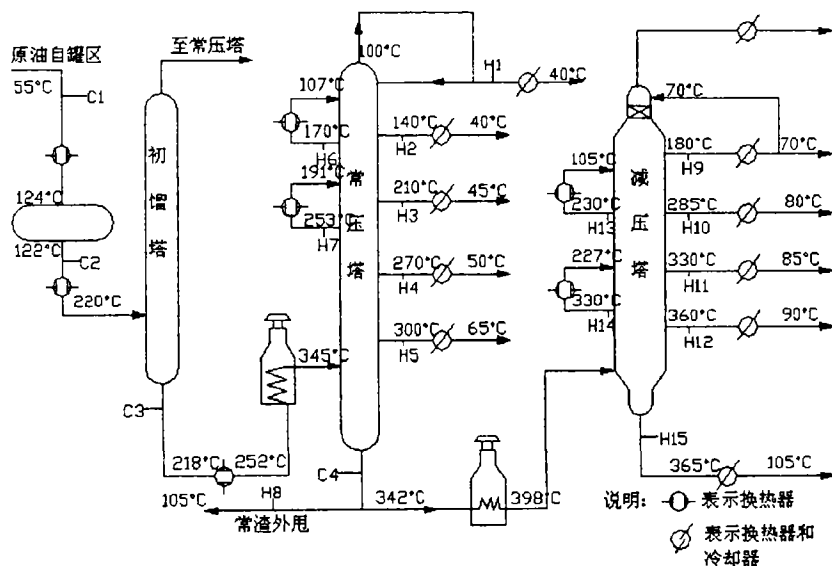 原油自罐区
55°C
C1
124°C
122°C
C2
220°C
至常压塔
初馏塔
C3
218°C
252°C
345°C
105°C
H8
常渣外甩
100°C
H1
40°C
107°C
170°C
H6
191°C
253°C
H7
常压塔
140°C
40°C
H2
210°C
45°C
H3
270°C
50°C
H4
300°C
65°C
H5
C4
342°C
398°C
70°C
180°C
70°C
H9
105°C
230°C
H13
227°C
330°C
H14
减压塔
285°C
80°C
H10
330°C
85°C
H11
360°C
90°C
H12
H15
365°C
105°C
说明:
表示换热器
表示换热器和
冷却器